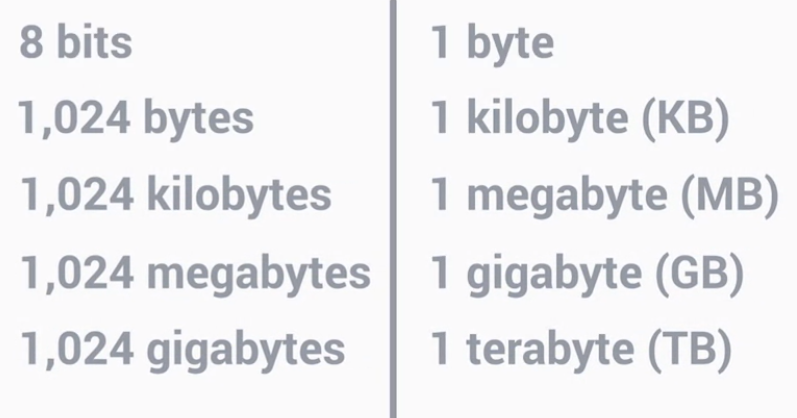 8 bits 1 byte
1,024 bytes 1 kilobyte (KB)
1,024 kilobytes 1 megabyte (MB)
1,024 megabytes 1 gigabyte (GB)
1,024 gigabytes 1 terabyte (TB)